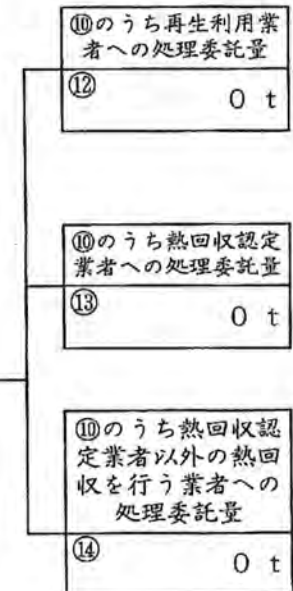 ⑩のうち再生利用業
者への処理委託量
⑫
0 t
⑩のうち熱回収認定
業者への処理委託量
⑬
0 t
⑩のうち熱回収認
定業者以外の熱回
収を行う業者への
処理委託量
⑭
0 t